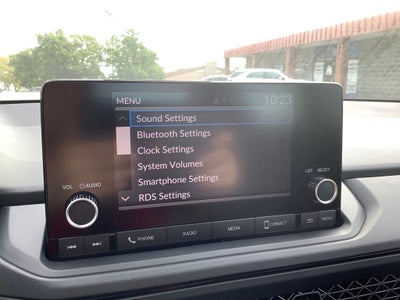 MENU 10:23
Sound Settings
Bluetooth Settings
Clock Settings
System Volumes
Smartphone Settings
RDS Settings
VOL AUDIO
LIST SELECT
PHONE RADIO MEDIA CONNECT MENU